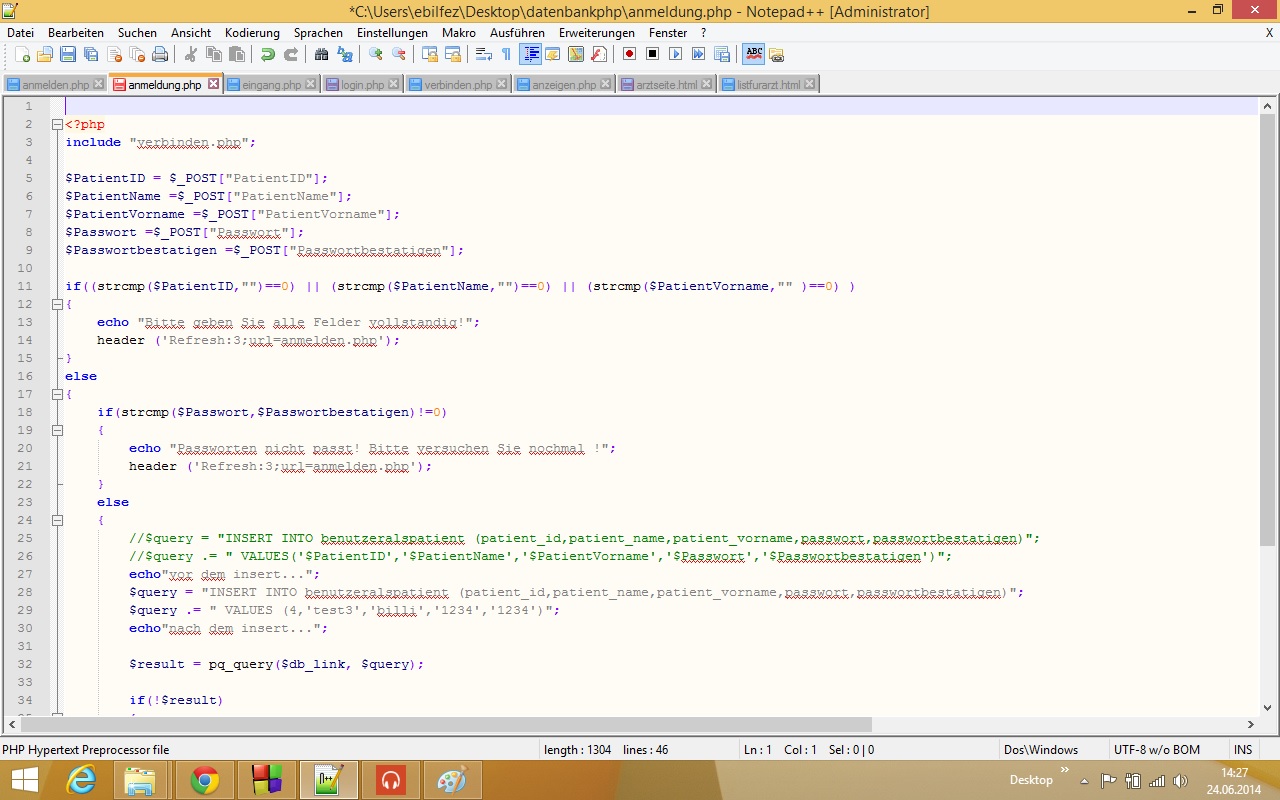 *C:\Users\ebilfez\Desktop\datenbankphp\anmeldung.php - Notepad++ [Administrator]
Datei Bearbeiten Suchen Ansicht Kodierung Sprachen Einstellungen Makro Ausführen Erweiterungen Fenster ? X
anmelden.php anmeldung.php eingang.php login.php verbinden.php anzeigen.php arztseite.html listfurarzt.html
1
2 <?php
3 include "verbinden.php";
4
5 $PatientID = $_POST["PatientID"];
6 $PatientName =$_POST["PatientName"];
7 $PatientVorname =$_POST["PatientVorname"];
8 $Passwort =$_POST["Passwort"];
9 $Passwortbestatigen =$_POST["Passwortbestatigen"];
10
11 if((strcmp($PatientID,"")==0) || (strcmp($PatientName,"")==0) || (strcmp($PatientVorname,"" )==0) )
12 {
13 echo "Bitte geben Sie alle Felder vollstandig!";
14 header ('Refresh:3;url=anmelden.php');
15 }
16 else
17 {
18 if(strcmp($Passwort,$Passwortbestatigen)!=0)
19 {
20 echo "Passworten nicht passt! Bitte versuchen Sie nochmal !";
21 header ('Refresh:3;url=anmelden.php');
22 }
23 else
24 {
25 //$query = "INSERT INTO benutzeralspatient (patient_id,patient_name,patient_vorname,passwort,passwortbestatigen)";
26 //$query .= " VALUES('$PatientID','$PatientName','$PatientVorname','$Passwort','$Passwortbestatigen')";
27 echo"vor dem insert...";
28 $query = "INSERT INTO benutzeralspatient (patient_id,patient_name,patient_vorname,passwort,passwortbestatigen)";
29 $query .= " VALUES (4,'test3','billi','1234','1234')";
30 echo"nach dem insert...";
31
32 $result = pq_query($db_link, $query);
33
34 if(!$result)
PHP Hypertext Preprocessor file length : 1304 lines : 46 Ln : 1 Col : 1 Sel : 0 | 0 Dos\Windows UTF-8 w/o BOM INS
Desktop 14:27
24.06.2014